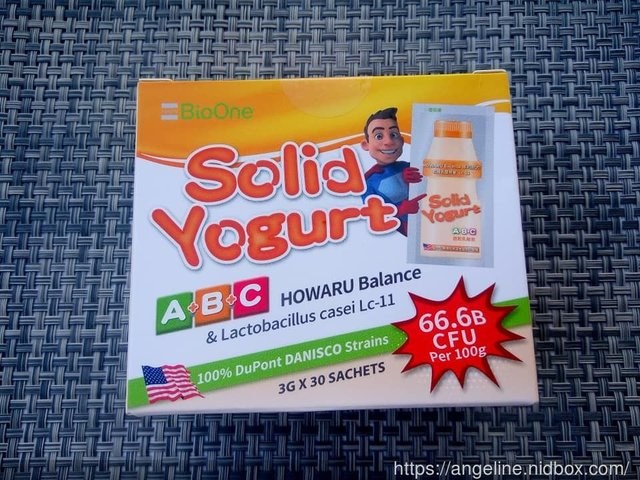 BioOne
Solid
Yogurt
Solid
Yogurt
A+B+C
A+B+C
HOWARU Balance
& Lactobacillus casei Lc-11
66.6B
CFU
Per 100g
100% DuPont DANISCO Strains
3G X 30 SACHETS
https://angeline.nidbox.com/